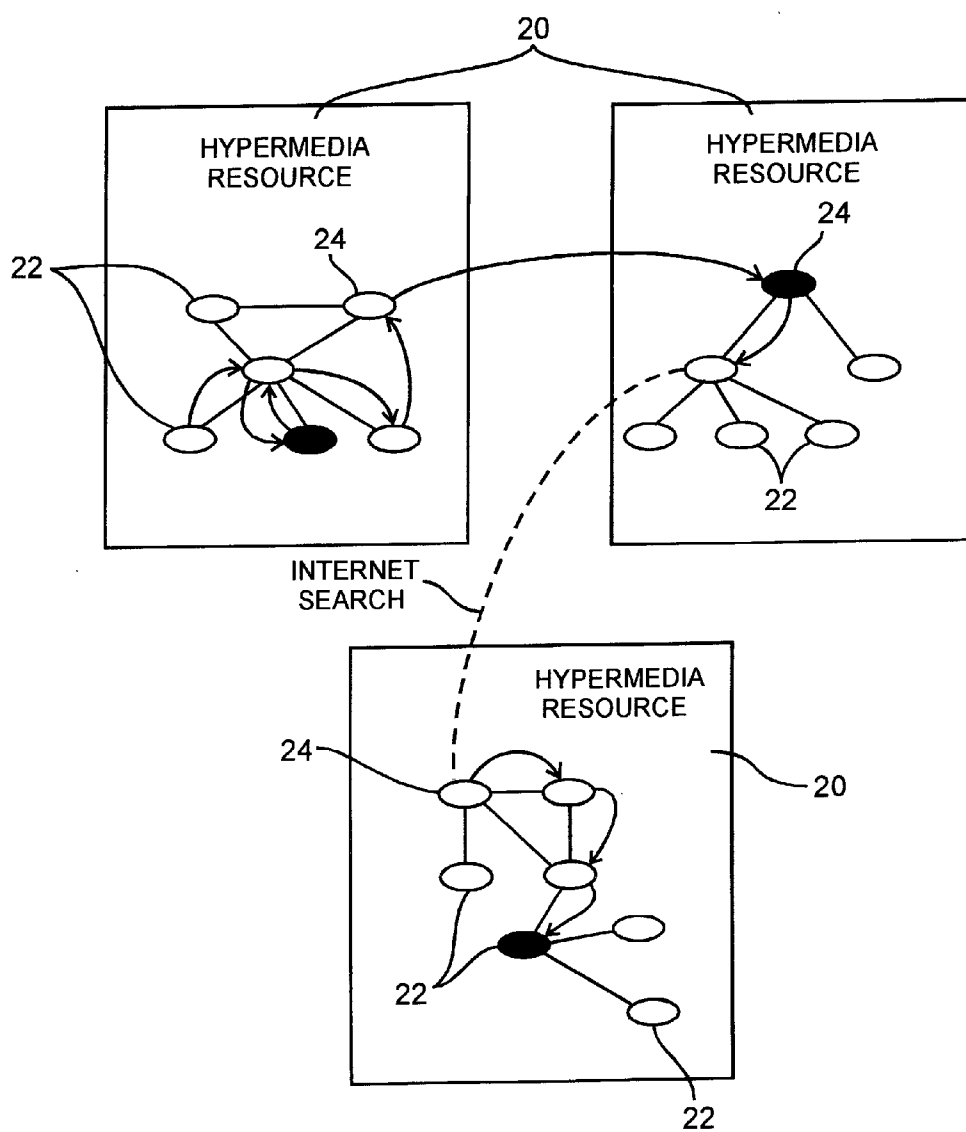 20
HYPERMEDIA
RESOURCE
HYPERMEDIA
RESOURCE
24
24
22
22
INTERNET
SEARCH
HYPERMEDIA
RESOURCE
24
20
22
22